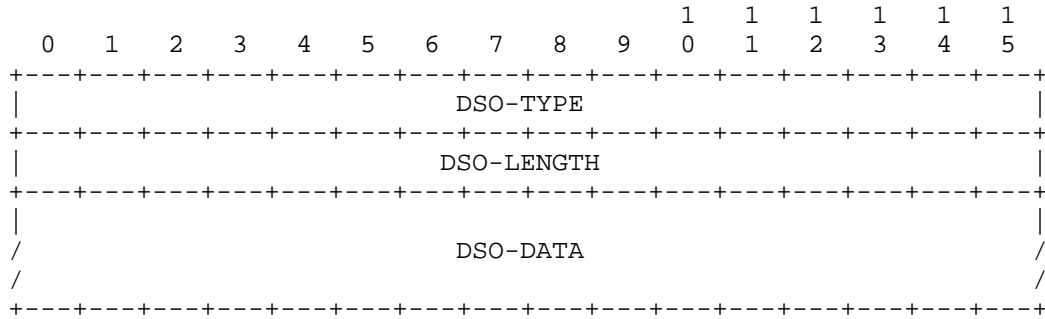 1   1   1   1   1   1
   0   1   2   3   4   5   6   7   8   9   0   1   2   3   4   5
+---+---+---+---+---+---+---+---+---+---+---+---+---+---+---+---+
|                           DSO-TYPE                            |
+---+---+---+---+---+---+---+---+---+---+---+---+---+---+---+---+
|                          DSO-LENGTH                           |
+---+---+---+---+---+---+---+---+---+---+---+---+---+---+---+---+
|                                                               |
/                           DSO-DATA                            /
/                                                               /
+---+---+---+---+---+---+---+---+---+---+---+---+---+---+---+---+